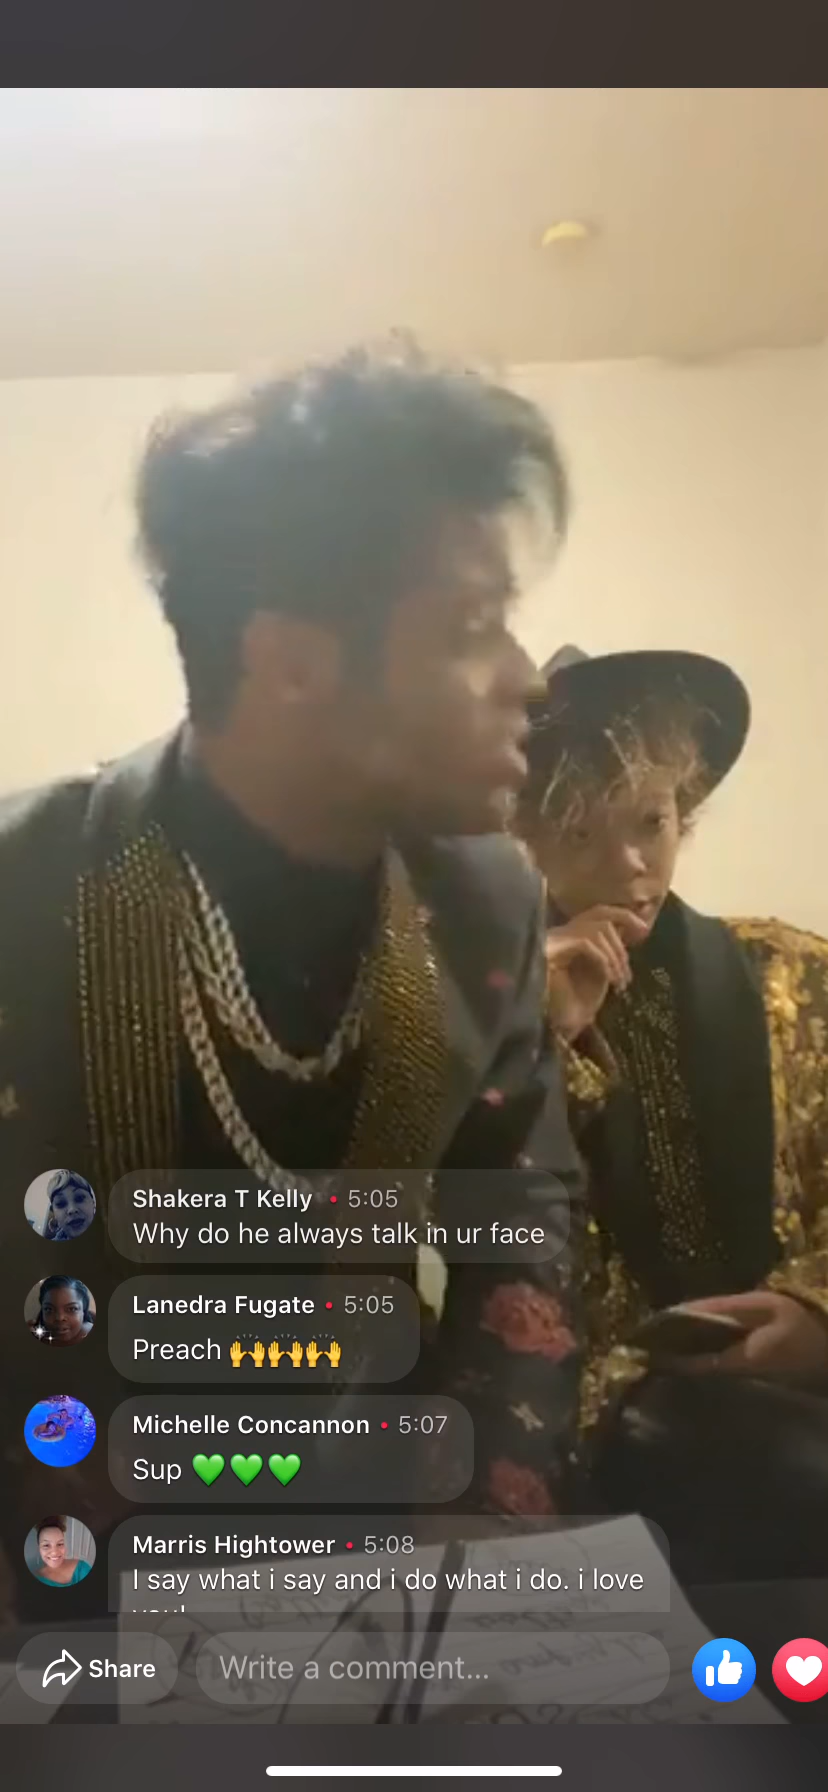 Shakera T Kelly • 5:05
Why do he always talk in ur face
Lanedra Fugate • 5:05
Preach 🙌🙌🙌
Michelle Concannon • 5:07
Sup 💚💚💚
Marris Hightower • 5:08
I say what i say and i do what i do. i love
you!
Share
Write a comment...